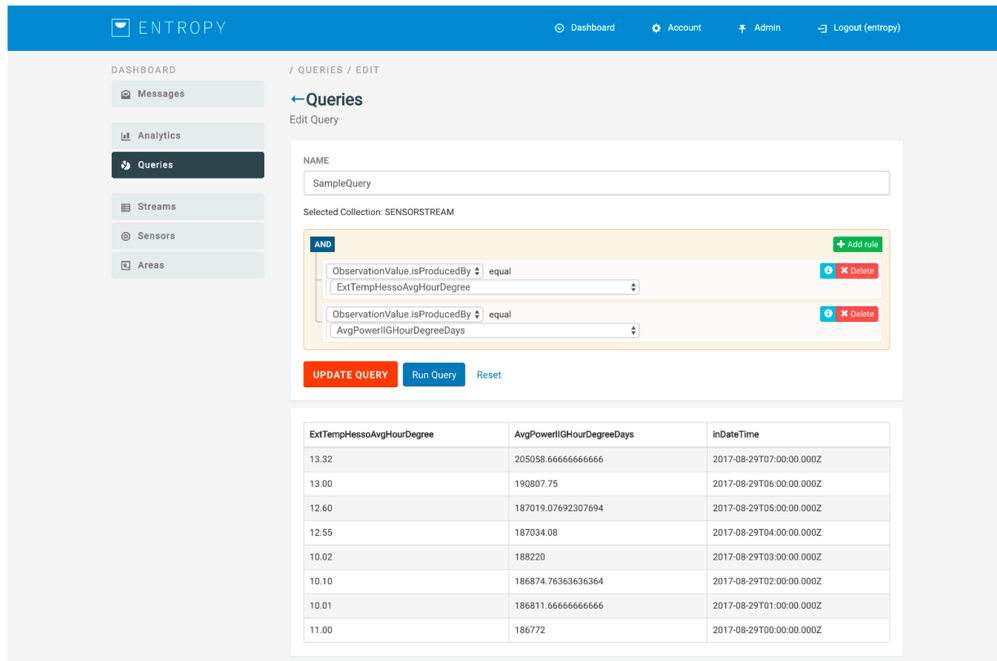 ENTROPY
Dashboard
Account
Admin
Logout (entropy)
DASHBOARD
Messages
Analytics
Queries
Streams
Sensors
Areas
/ QUERIES / EDIT
←Queries
Edit Query
NAME
SampleQuery
Selected Collection: SENSORSTREAM
AND
Add rule
ObservationValue.isProducedBy equal
Delete
ExtTempHessoAvgHourDegree
ObservationValue.isProducedBy equal
Delete
AvgPowerIIGHourDegreeDays
UPDATE QUERY Run Query Reset
ExtTempHessoAvgHourDegree AvgPowerIIGHourDegreeDays inDateTime
13.32 205058.66666666666 2017-08-29T07:00:00.000Z
13.00 190807.75 2017-08-29T06:00:00.000Z
12.60 187019.07692307694 2017-08-29T05:00:00.000Z
12.55 187034.08 2017-08-29T04:00:00.000Z
10.02 188220 2017-08-29T03:00:00.000Z
10.10 186874.76363636364 2017-08-29T02:00:00.000Z
10.01 186811.66666666666 2017-08-29T01:00:00.000Z
11.00 186772 2017-08-29T00:00:00.000Z